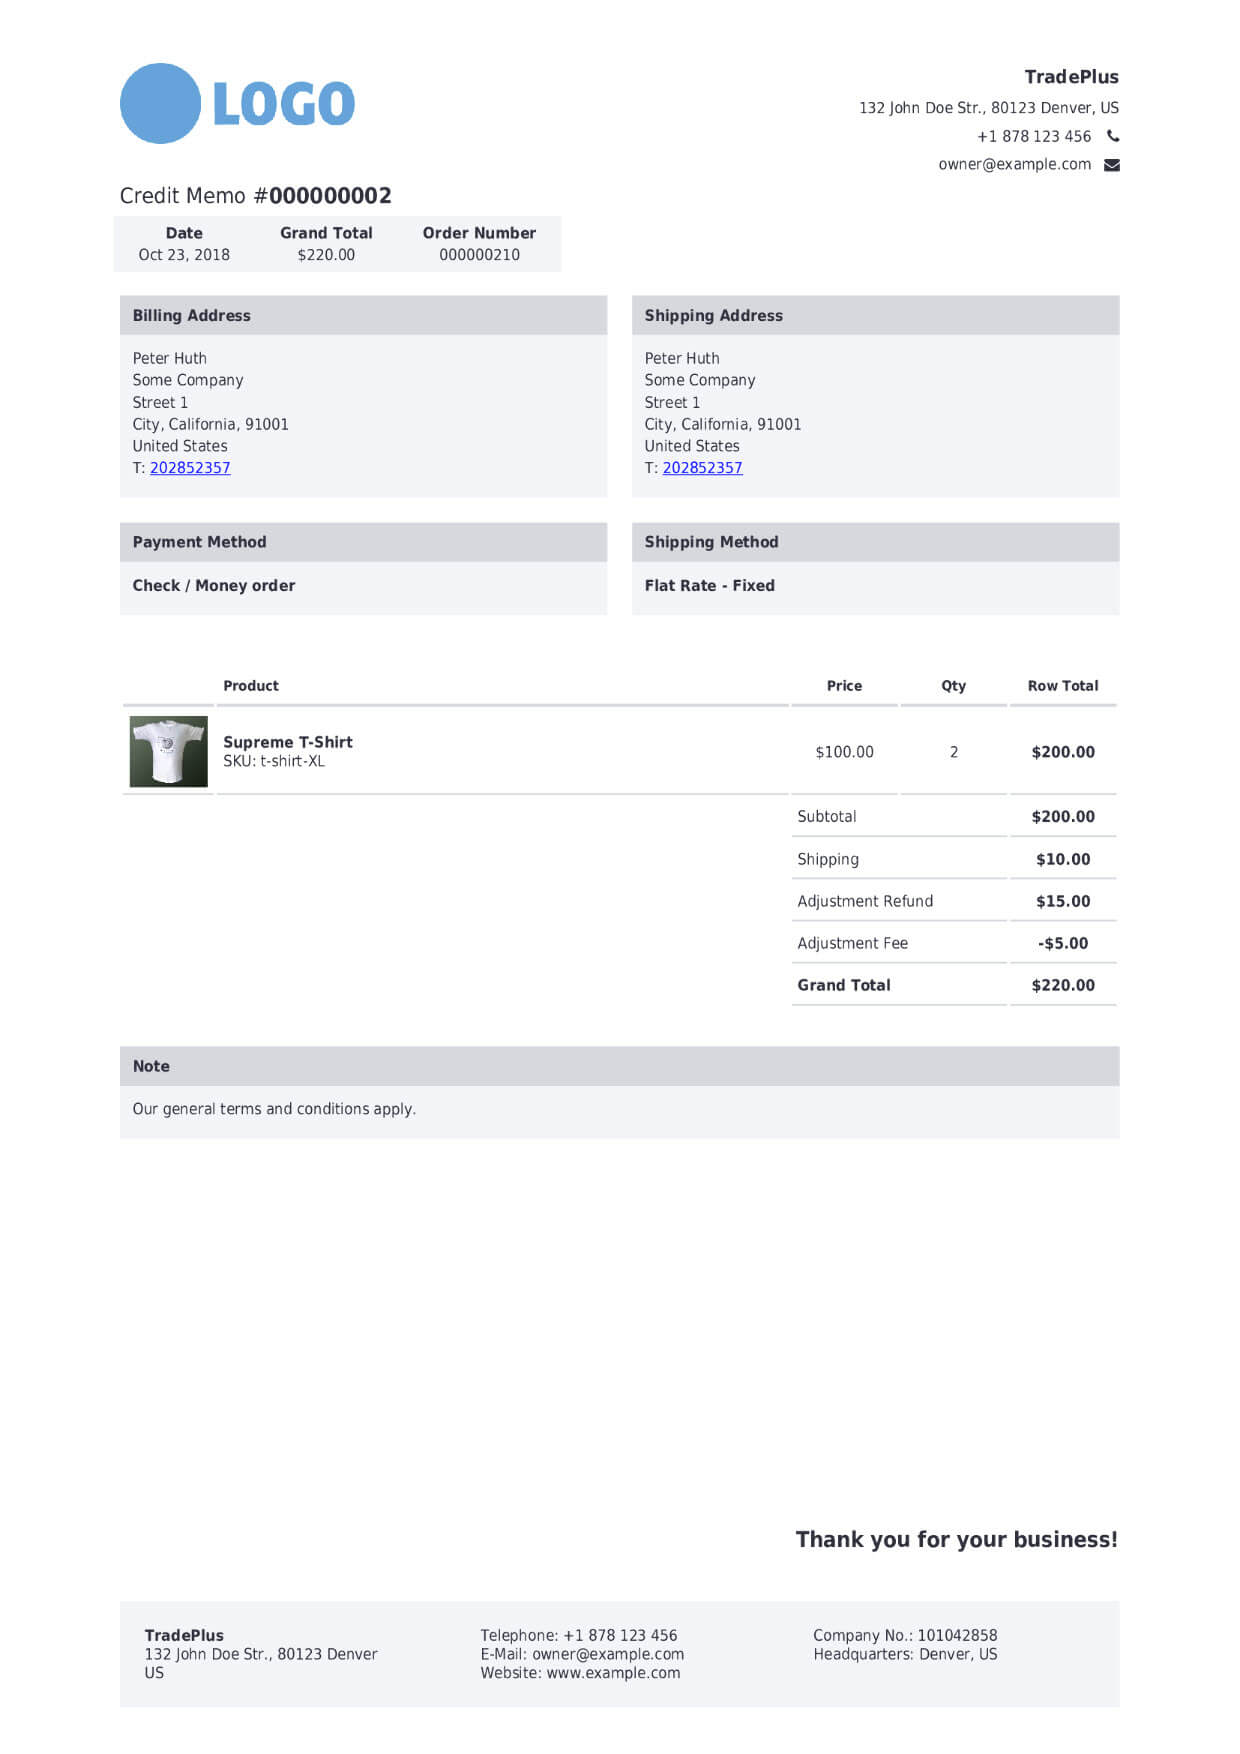 LOGO
TradePlus
132 John Doe Str., 80123 Denver, US
+1 878 123 456
owner@example.com
Credit Memo #000000002
Date Grand Total Order Number
Oct 23, 2018 $220.00 000000210
Billing Address
Peter Huth
Some Company
Street 1
City, California, 91001
United States
T: 202852357
Shipping Address
Peter Huth
Some Company
Street 1
City, California, 91001
United States
T: 202852357
Payment Method
Check / Money order
Shipping Method
Flat Rate - Fixed
Product Price Qty Row Total
Supreme T-Shirt
SKU: t-shirt-XL
$100.00 2 $200.00
Subtotal $200.00
Shipping $10.00
Adjustment Refund $15.00
Adjustment Fee -$5.00
Grand Total $220.00
Note
Our general terms and conditions apply.
Thank you for your business!
TradePlus
132 John Doe Str., 80123 Denver
US
Telephone: +1 878 123 456
E-Mail: owner@example.com
Website: www.example.com
Company No.: 101042858
Headquarters: Denver, US